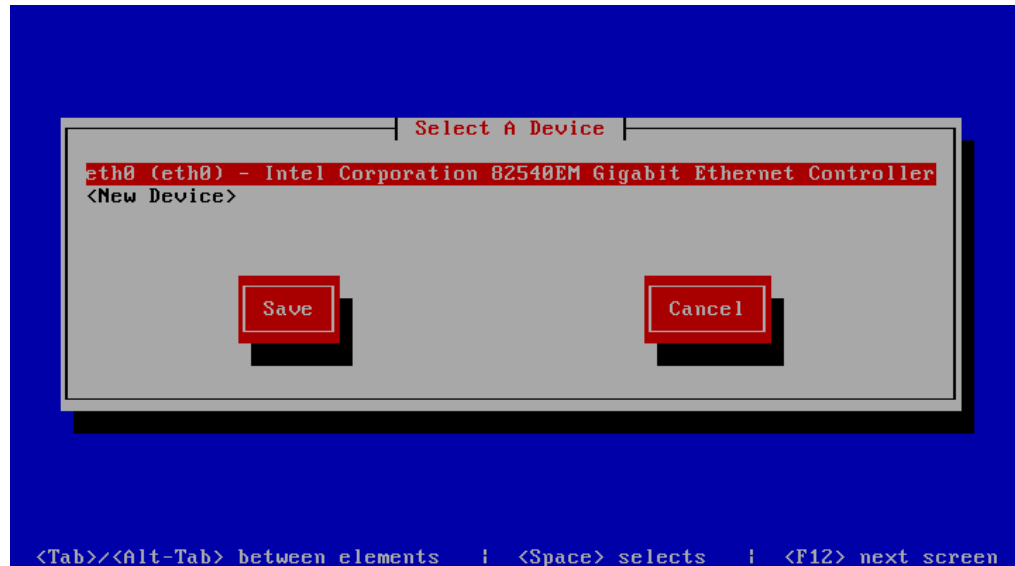 Select A Device
eth0 (eth0) - Intel Corporation 82540EM Gigabit Ethernet Controller
<New Device>
Save Cancel
<Tab>/<Alt-Tab> between elements | <Space> selects | <F12> next screen